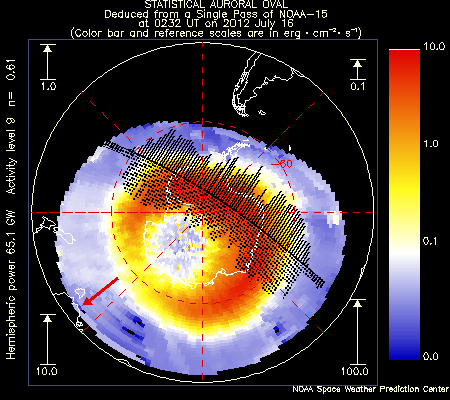 STATISTICAL AURORAL OVAL
Deduced from a Single Pass of NOAA-15
at 0232 UT on 2012 July 16
(Color bar and reference scales are in erg·cm⁻²·s⁻¹)
1.0
0.1
10.0
100.0
-60
Hemispheric power 65.1 GW Activity level 9 n= 0.61
10.0
1.0
0.1
0.0
NOAA Space Weather Prediction Center